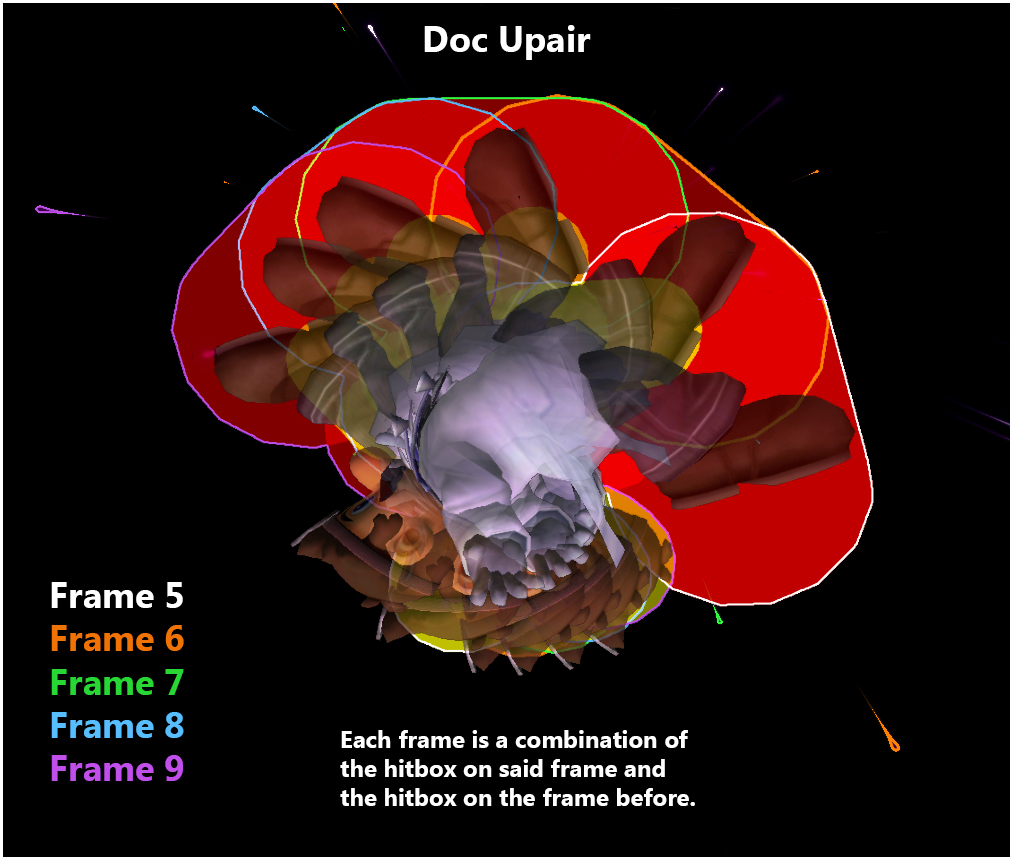 Doc Upair
Frame 5
Frame 6
Frame 7
Frame 8
Frame 9
Each frame is a combination of
the hitbox on said frame and
the hitbox on the frame before.